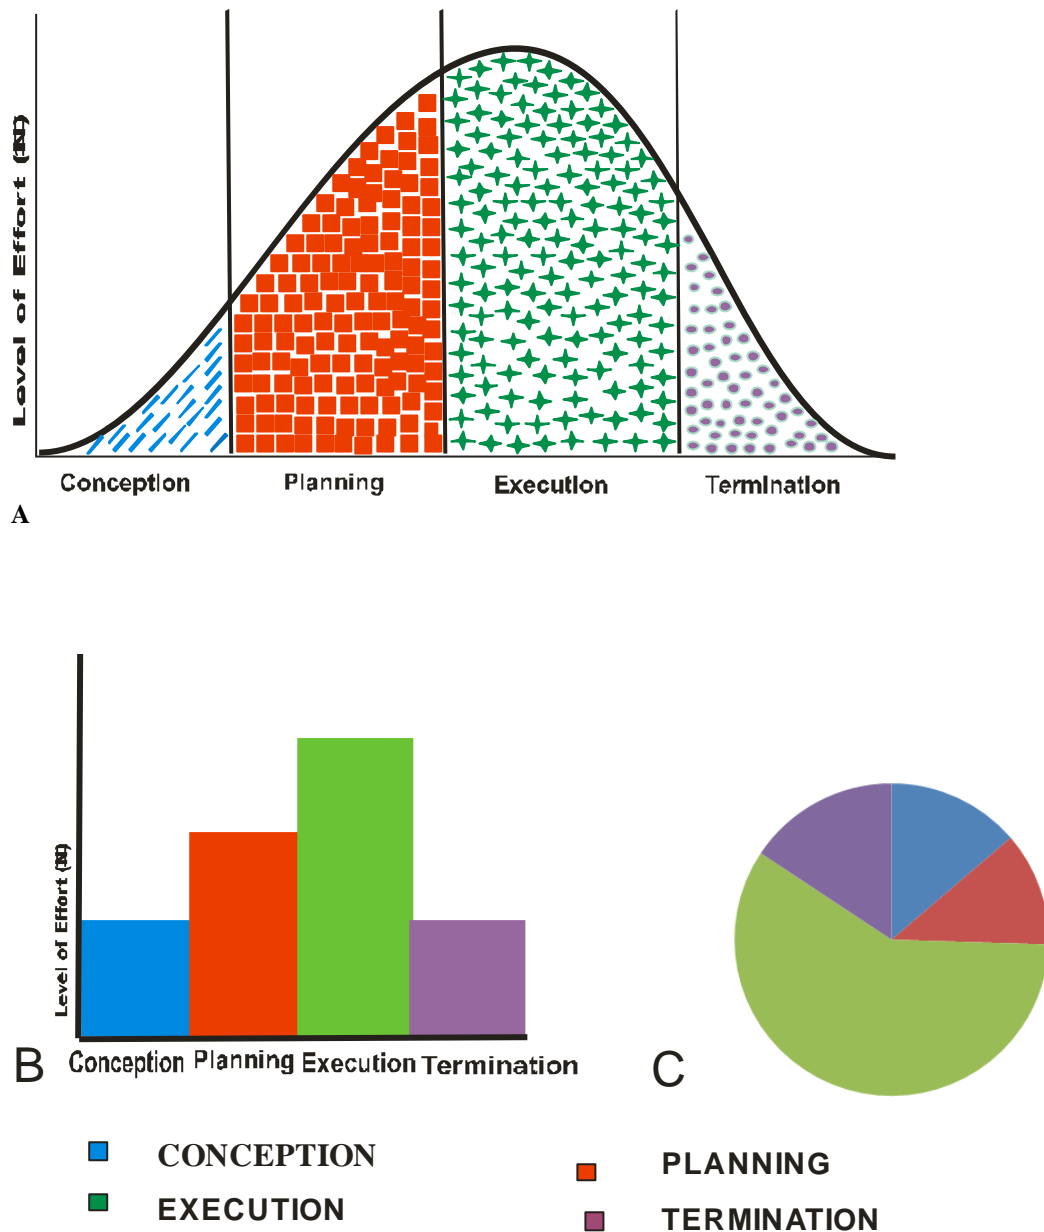 Level of Effort
Conception Planning Execution Termination
A
Level of Effort
Conception Planning Execution Termination
B
C
CONCEPTION
PLANNING
EXECUTION
TERMINATION